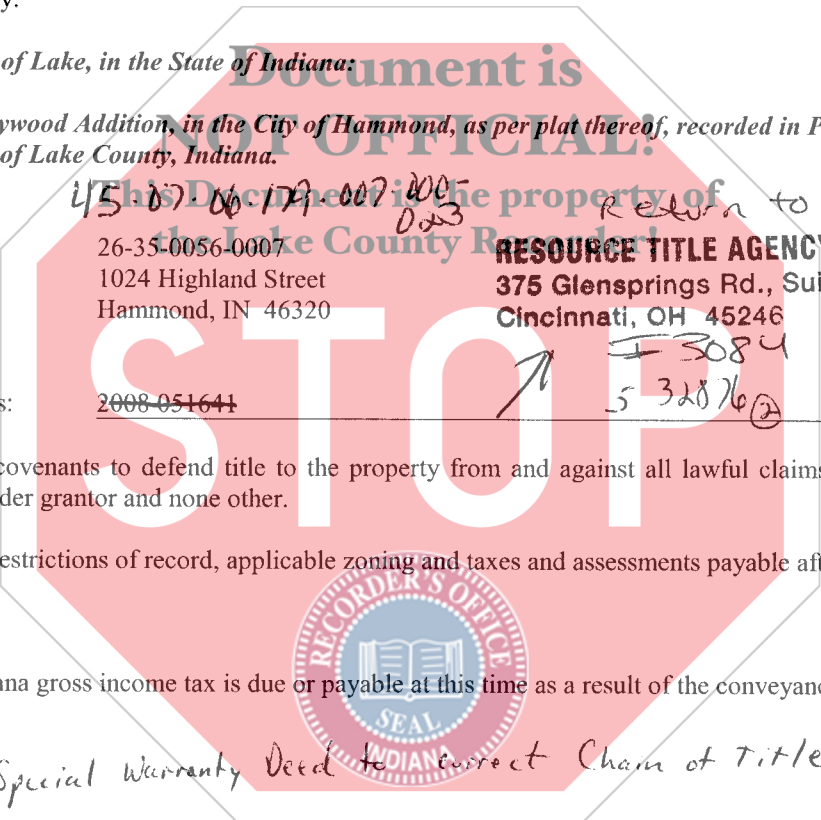 y.
of Lake, in the State of Indiana:
Document is
ywood Addition, in the City of Hammond, as per plat thereof, recorded in P
NOT OFFICIAL!
of Lake County, Indiana.
This Document is the property of
the Lake County Recorder!
45-07-06-179-007.000-
023
Return to
26-35-0056-0007
1024 Highland Street
Hammond, IN 46320
RESOURCE TITLE AGENCY
375 Glensprings Rd., Sui
Cincinnati, OH 45246
3084
32876 2
s:
2008-051641
STOP
covenants to defend title to the property from and against all lawful claims
der grantor and none other.
estrictions of record, applicable zoning and taxes and assessments payable aft
RECORDER'S OFFICE
SEAL
INDIANA
na gross income tax is due or payable at this time as a result of the conveyanc
Special Warranty Deed to correct Chain of Title